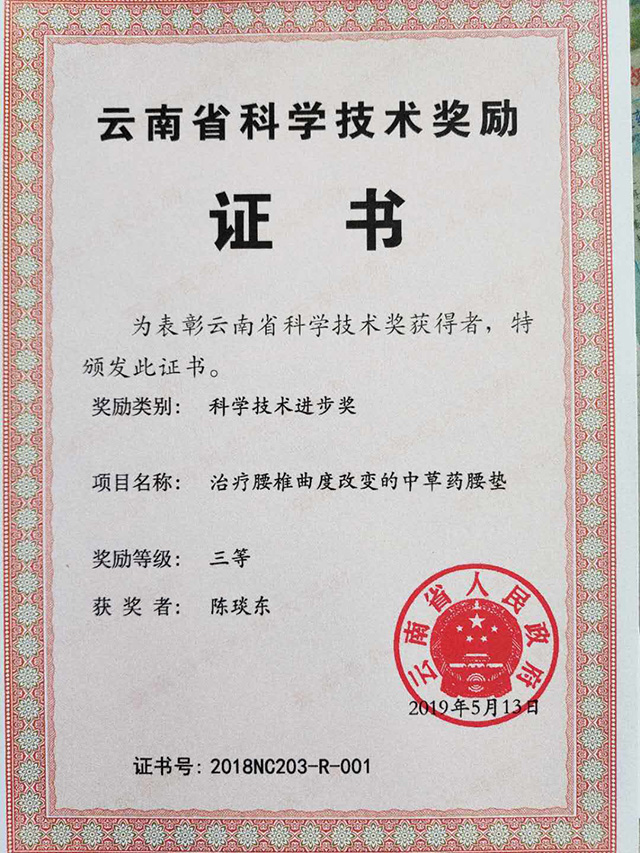 云南省科学技术奖励
证 书
为表彰云南省科学技术奖获得者，特
颁发此证书。
奖励类别： 科学技术进步奖
项目名称： 治疗腰椎曲度改变的中草药腰垫
奖励等级： 三等
获 奖 者： 陈琰东
云南省人民政府
2019年5月13日
证书号: 2018NC203-R-001